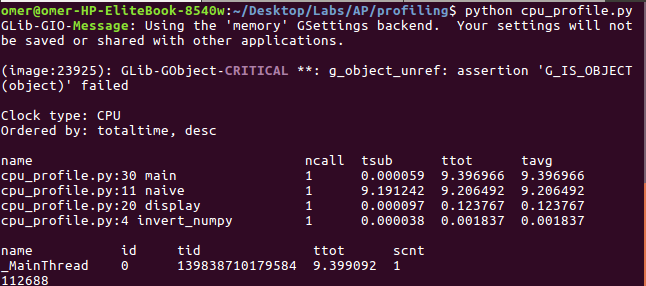 omer@omer-HP-EliteBook-8540w:~/Desktop/Labs/AP/profiling$ python cpu_profile.py
GLib-GIO-Message: Using the 'memory' GSettings backend.  Your settings will not
be saved or shared with other applications.
(image:23925): GLib-GObject-CRITICAL **: g_object_unref: assertion 'G_IS_OBJECT
(object)' failed
Clock type: CPU
Ordered by: totaltime, desc
name                                  ncall  tsub      ttot      tavg
cpu_profile.py:30 main                1      0.000059  9.396966  9.396966
cpu_profile.py:11 naive               1      9.191242  9.206492  9.206492
cpu_profile.py:20 display             1      0.000097  0.123767  0.123767
cpu_profile.py:4 invert_numpy         1      0.000038  0.001837  0.001837
name           id     tid              ttot      scnt
_MainThread    0      139838710179584  9.399092  1
112688